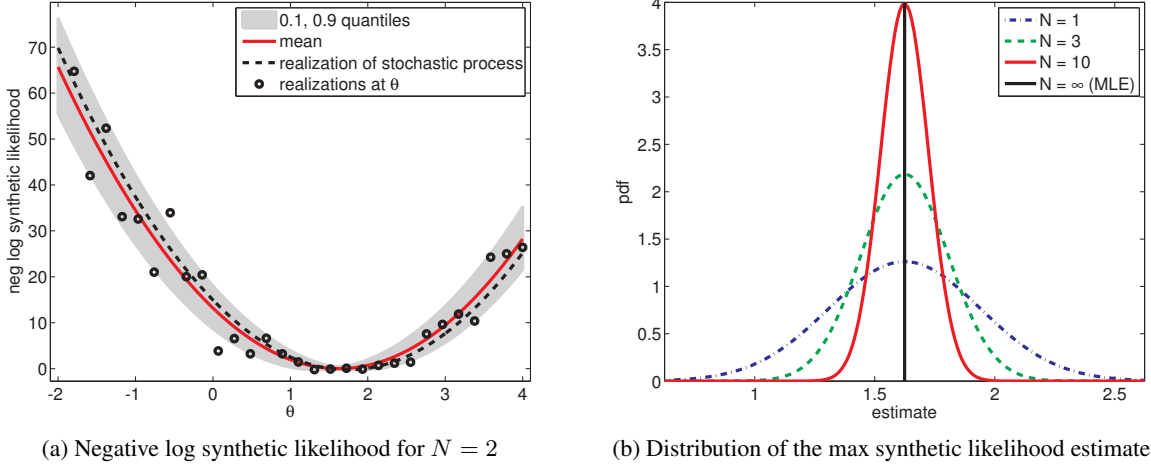 0.1, 0.9 quantiles
mean
realization of stochastic process
realizations at θ
neg log synthetic likelihood
70
60
50
40
30
20
10
0
-2
-1
0
1
2
3
4
θ
(a) Negative log synthetic likelihood for N = 2
N = 1
N = 3
N = 10
N = ∞ (MLE)
pdf
4
3.5
3
2.5
2
1.5
1
0.5
0
1
1.5
2
2.5
estimate
(b) Distribution of the max synthetic likelihood estimate